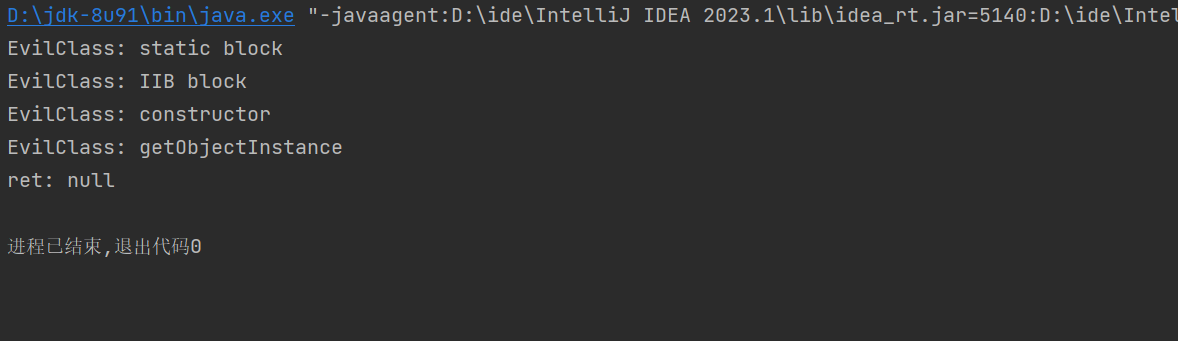 D:\jdk-8u91\bin\java.exe "-javaagent:D:\ide\IntelliJ IDEA 2023.1\lib\idea_rt.jar=5140:D:\ide\Intel
EvilClass: static block
EvilClass: IIB block
EvilClass: constructor
EvilClass: getObjectInstance
ret: null
进程已结束,退出代码0